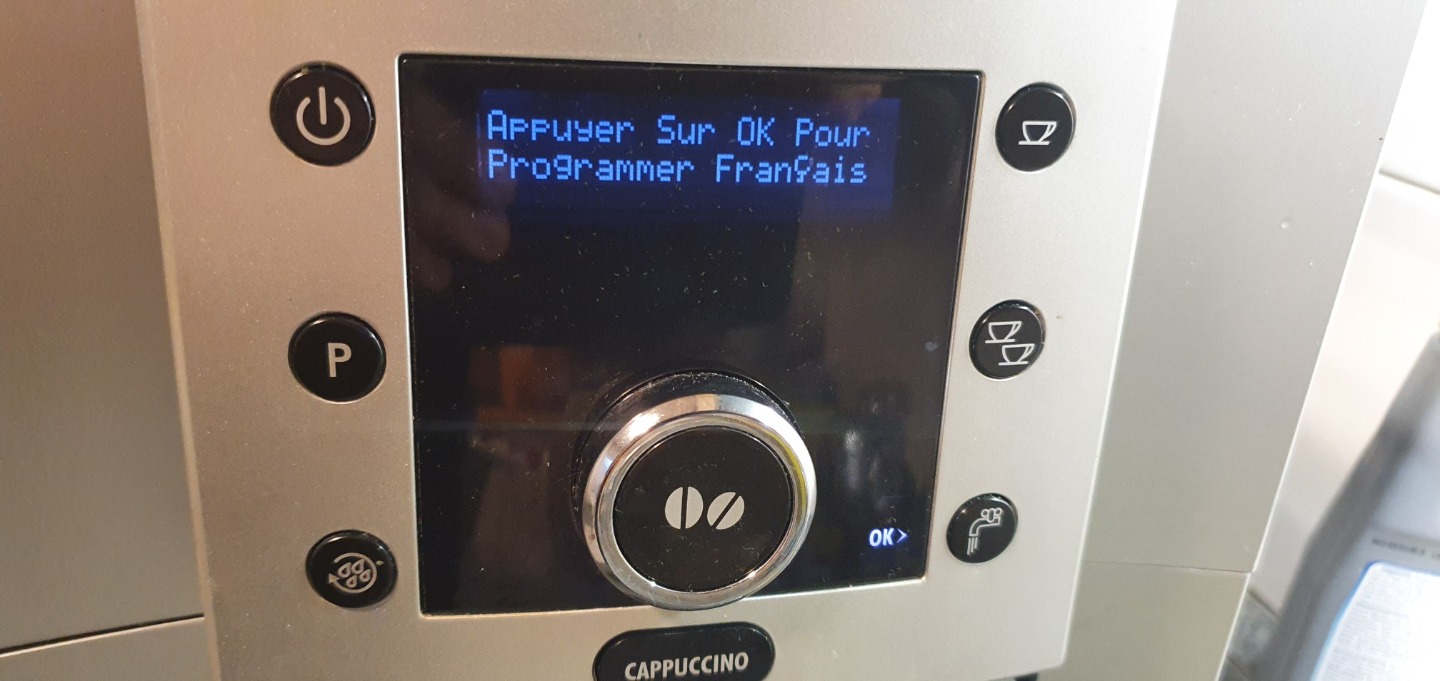 Appuyer Sur OK Pour
Programmer Français
P
OK>
CAPPUCCINO